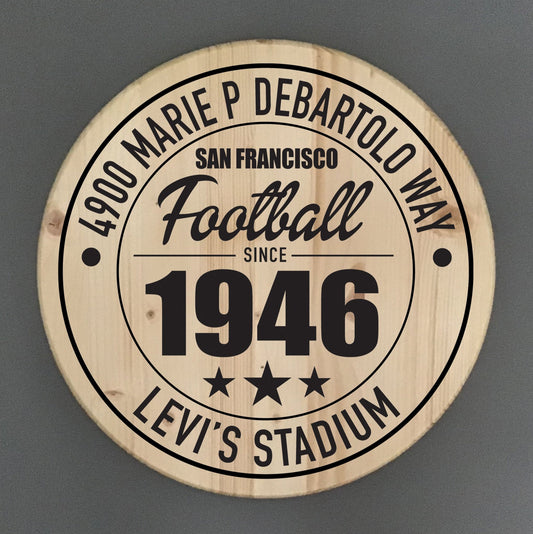 4900 MARIE P DEBARTOLO WAY
SAN FRANCISCO
Football
SINCE
1946
LEVI'S STADIUM